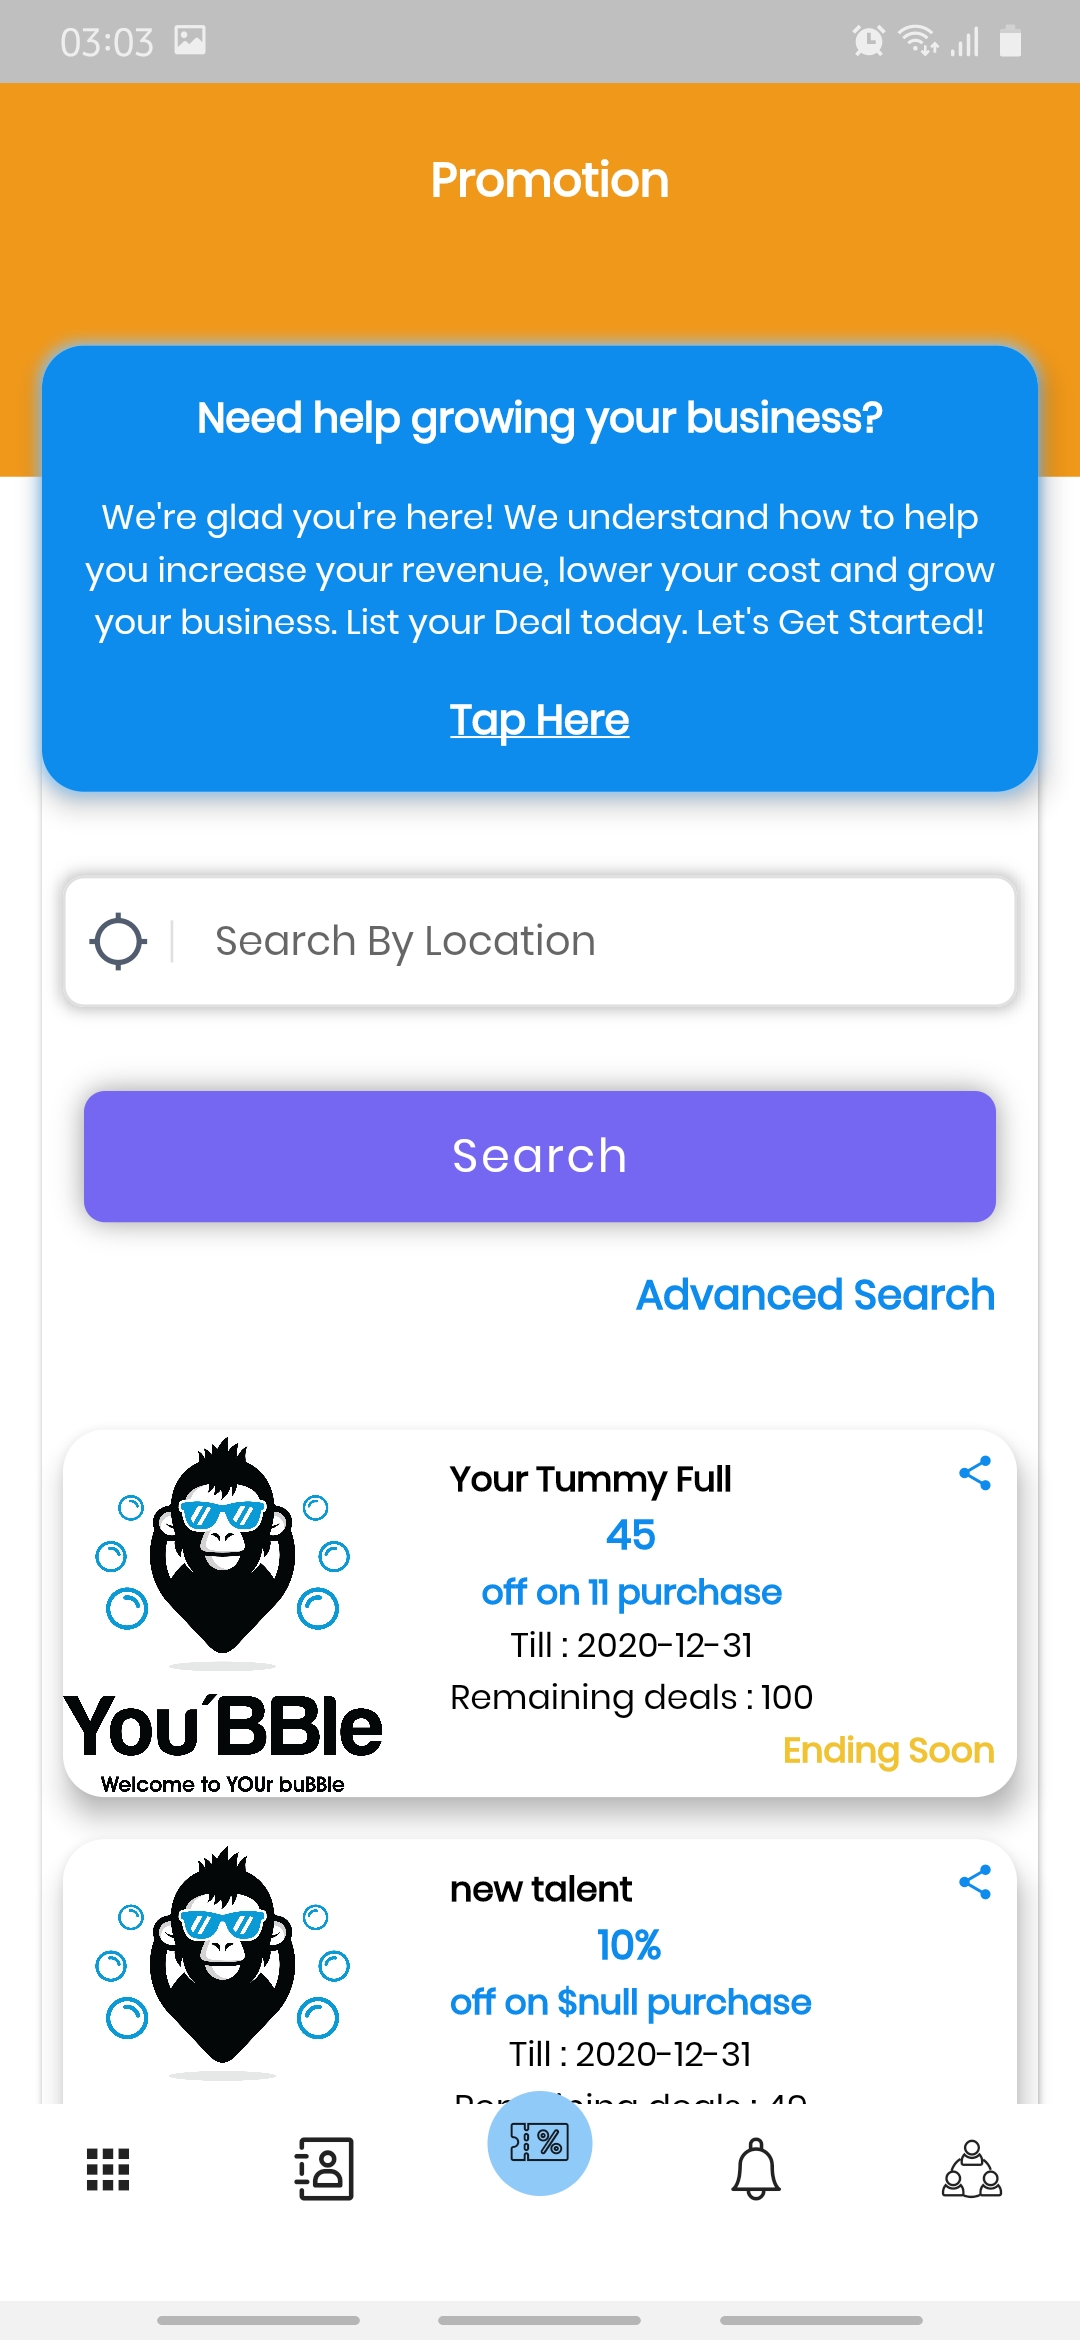 03:03
Promotion
Need help growing your business?
We're glad you're here! We understand how to help
you increase your revenue, lower your cost and grow
your business. List your Deal today. Let's Get Started!
Tap Here
Search By Location
Search
Advanced Search
Your Tummy Full
45
off on 11 purchase
Till : 2020-12-31
Remaining deals : 100
Ending Soon
You´BBle
Welcome to YOUr buBBle
new talent
10%
off on $null purchase
Till : 2020-12-31
deals : 49